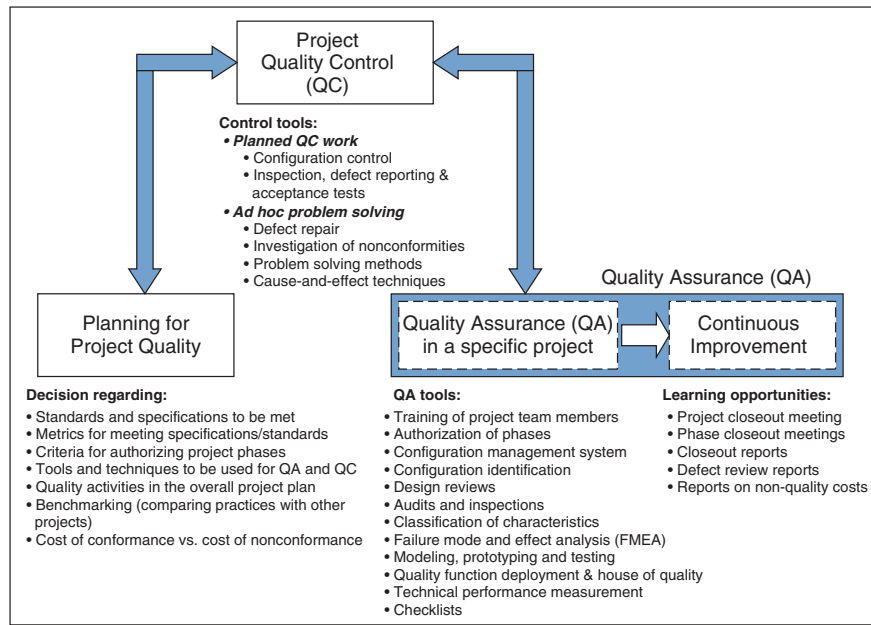 Project
Quality Control
(QC)
Control tools:
• Planned QC work
• Configuration control
• Inspection, defect reporting &
acceptance tests
• Ad hoc problem solving
• Defect repair
• Investigation of nonconformities
• Problem solving methods
• Cause-and-effect techniques
Planning for
Project Quality
Decision regarding:
• Standards and specifications to be met
• Metrics for meeting specifications/standards
• Criteria for authorizing project phases
• Tools and techniques to be used for QA and QC
• Quality activities in the overall project plan
• Benchmarking (comparing practices with other
projects)
• Cost of conformance vs. cost of nonconformance
Quality Assurance (QA)
Quality Assurance (QA)
in a specific project
Continuous
Improvement
QA tools:
• Training of project team members
• Authorization of phases
• Configuration management system
• Configuration identification
• Design reviews
• Audits and inspections
• Classification of characteristics
• Failure mode and effect analysis (FMEA)
• Modeling, prototyping and testing
• Quality function deployment & house of quality
• Technical performance measurement
• Checklists
Learning opportunities:
• Project closeout meeting
• Phase closeout meetings
• Closeout reports
• Defect review reports
• Reports on non-quality costs